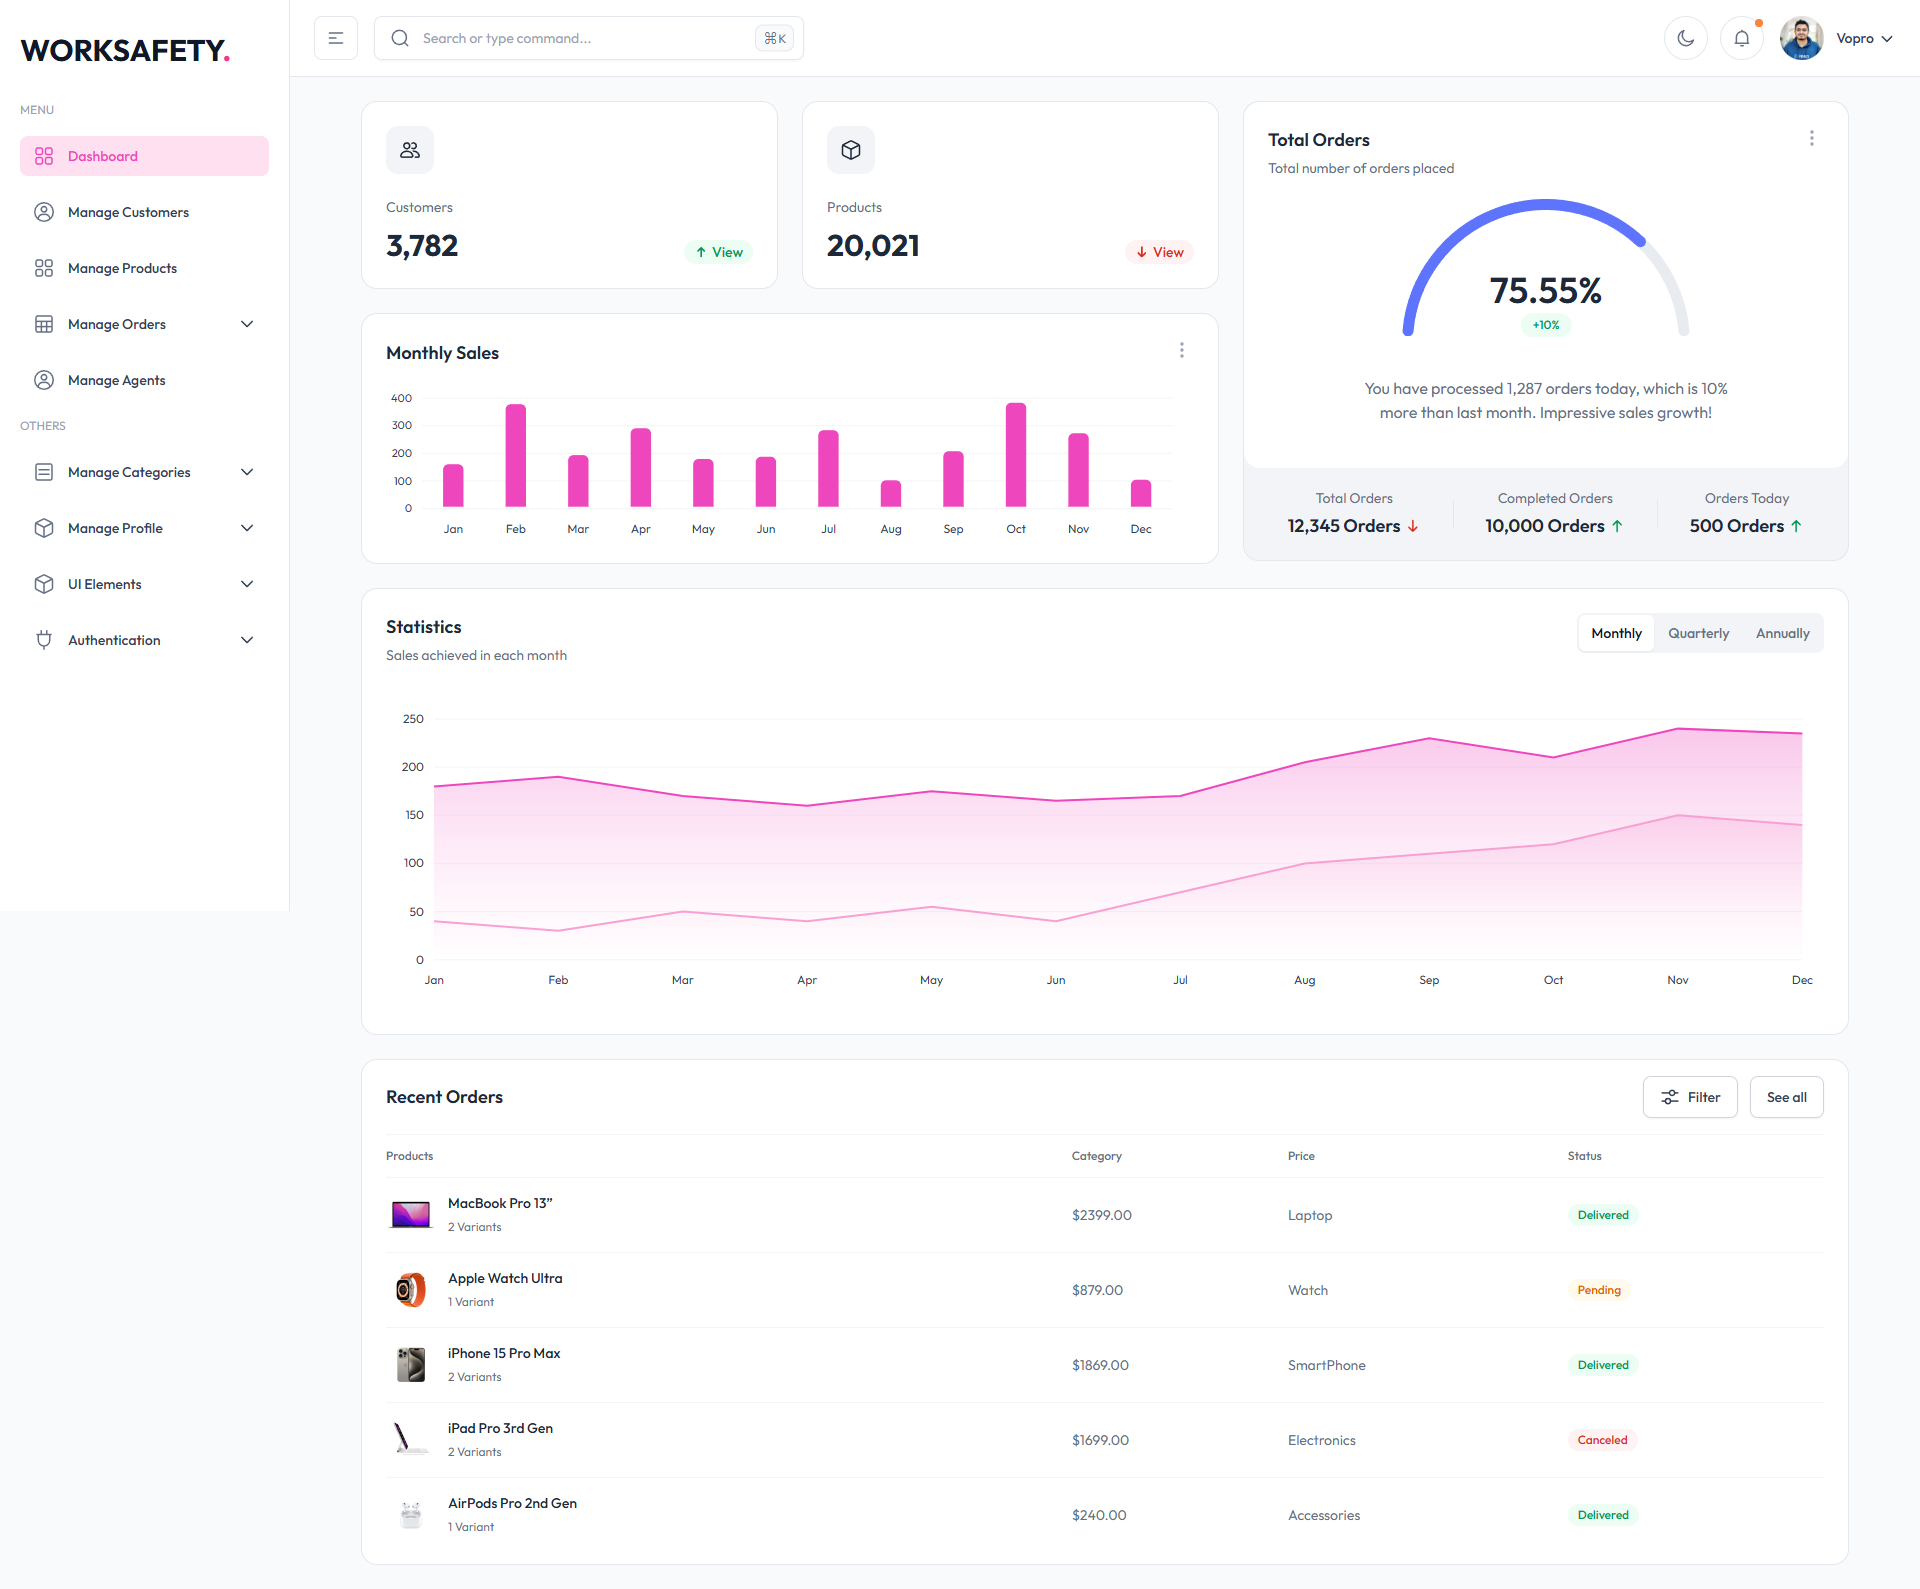 WORKSAFETY.
MENU
Dashboard
Manage Customers
Manage Products
Manage Orders
Manage Agents
OTHERS
Manage Categories
Manage Profile
UI Elements
Authentication
Search or type command...
⌘K
Vopro
Customers
3,782
View
Products
20,021
View
Monthly Sales
400
300
200
100
0
Jan Feb Mar Apr May Jun Jul Aug Sep Oct Nov Dec
Total Orders
Total number of orders placed
75.55%
+10%
You have processed 1,287 orders today, which is 10%
more than last month. Impressive sales growth!
Total Orders
12,345 Orders
Completed Orders
10,000 Orders
Orders Today
500 Orders
Statistics
Sales achieved in each month
Monthly Quarterly Annually
250
200
150
100
50
0
Jan Feb Mar Apr May Jun Jul Aug Sep Oct Nov Dec
Recent Orders
Filter
See all
Products Category Price Status
MacBook Pro 13”
2 Variants
$2399.00 Laptop Delivered
Apple Watch Ultra
1 Variant
$879.00 Watch Pending
iPhone 15 Pro Max
2 Variants
$1869.00 SmartPhone Delivered
iPad Pro 3rd Gen
2 Variants
$1699.00 Electronics Canceled
AirPods Pro 2nd Gen
1 Variant
$240.00 Accessories Delivered